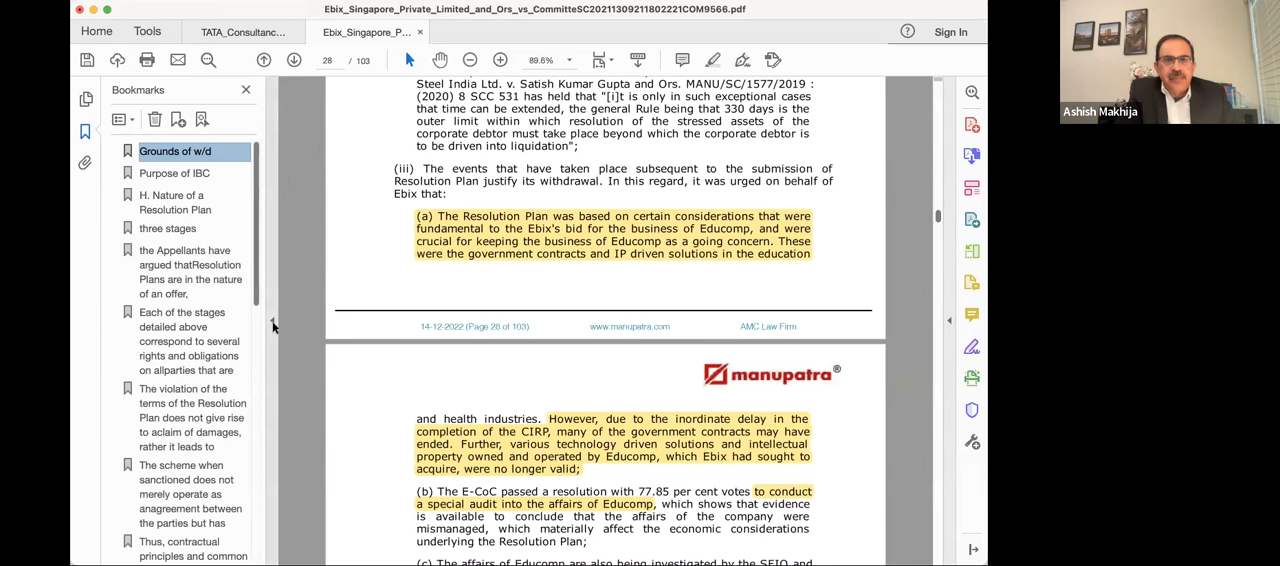 Ebix_Singapore_Private_Limited_and_Ors_vs_CommitteSC20211309211802221COM9566.pdf
Home
Tools
TATA_Consultanc...
Ebix_Singapore_P...
×
Sign In
28
/ 103
89.6%
Bookmarks
Grounds of w/d
Purpose of IBC
H. Nature of a
Resolution Plan
three stages
the Appellants have
argued thatResolution
Plans are in the nature
of an offer,
Each of the stages
detailed above
correspond to several
rights and obligations
on allparties that are
The violation of the
terms of the Resolution
Plan does not give rise
to aclaim of damages,
rather it leads to
The scheme when
sanctioned does not
merely operate as
anagreement between
the parties but has
Thus, contractual
principles and common
Steel India Ltd. v. Satish Kumar Gupta and Ors. MANU/SC/1577/2019 :
(2020) 8 SCC 531 has held that "[i]t is only in such exceptional cases
that time can be extended, the general Rule being that 330 days is the
outer limit within which resolution of the stressed assets of the
corporate debtor must take place beyond which the corporate debtor is
to be driven into liquidation";
(iii) The events that have taken place subsequent to the submission of
Resolution Plan justify its withdrawal. In this regard, it was urged on behalf of
Ebix that:
(a) The Resolution Plan was based on certain considerations that were
fundamental to the Ebix's bid for the business of Educomp, and were
crucial for keeping the business of Educomp as a going concern. These
were the government contracts and IP driven solutions in the education
14-12-2022 (Page 28 of 103)
www.manupatra.com
AMC Law Firm
manupatra®
and health industries. However, due to the inordinate delay in the
completion of the CIRP, many of the government contracts may have
ended. Further, various technology driven solutions and intellectual
property owned and operated by Educomp, which Ebix had sought to
acquire, were no longer valid;
(b) The E-CoC passed a resolution with 77.85 per cent votes to conduct
a special audit into the affairs of Educomp, which shows that evidence
is available to conclude that the affairs of the company were
mismanaged, which materially affect the economic considerations
underlying the Resolution Plan;
(c) The affairs of Educomp are also being investigated by the SFIO and
Ashish Makhija